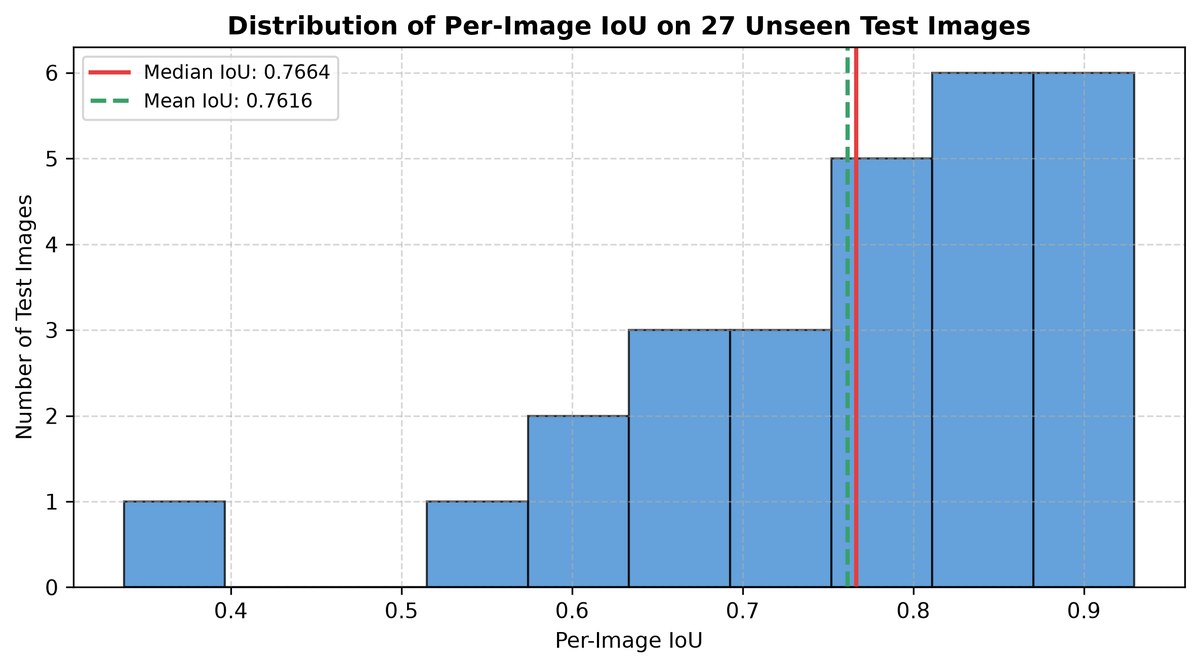 Distribution of Per-Image IoU on 27 Unseen Test Images
Median IoU: 0.7664
Mean IoU: 0.7616
Number of Test Images
6
5
4
3
2
1
0
0.4 0.5 0.6 0.7 0.8 0.9
Per-Image IoU